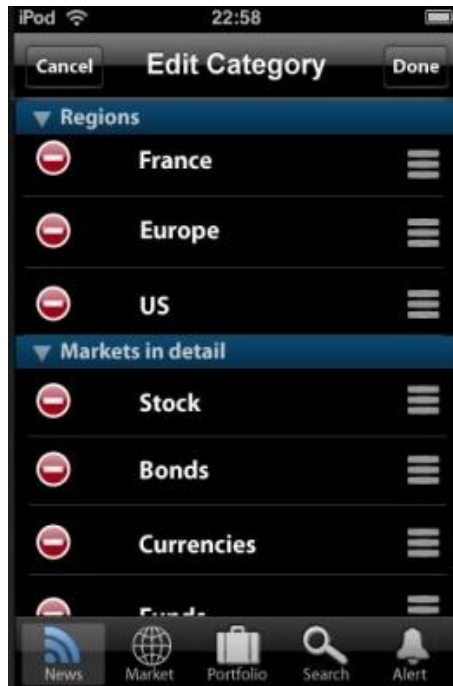 iPod 22:58
Cancel Edit Category Done
Regions
France
Europe
US
Markets in detail
Stock
Bonds
Currencies
Funds
News Market Portfolio Search Alert